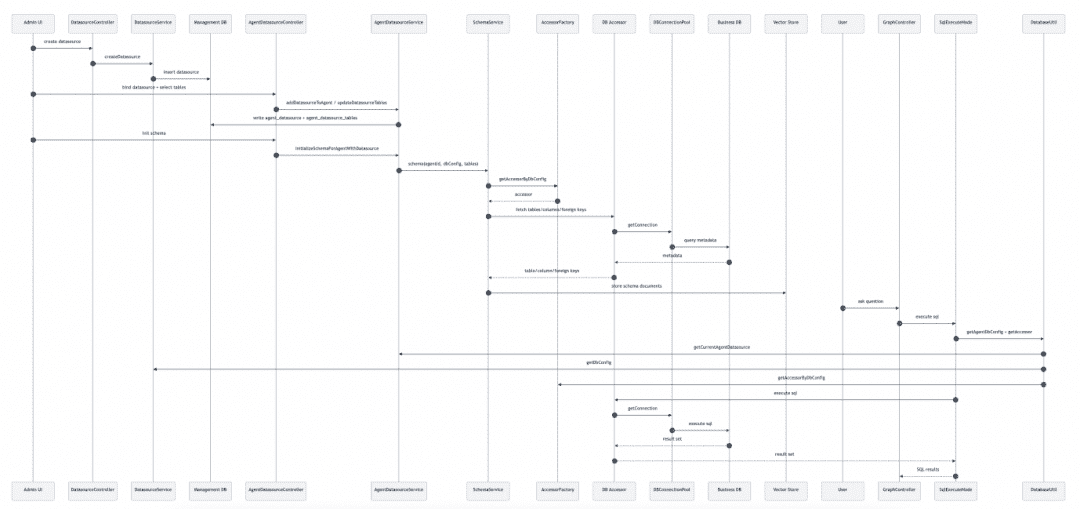 Admin UI
DatasourceController
DatasourceService
Management DB
AgentDatasourceController
AgentDatasourceService
SchemaService
AccessorFactory
DB Accessor
DBConnectionPool
Business DB
Vector Store
User
GraphController
SqlExecuteNode
DatabaseUtil
create datasource
createDatasource
insert datasource
bind datasource + select tables
addDatasourceToAgent / updateDatasourceTables
write agent_datasource + agent_datasource_tables
init schema
initializeSchemaForAgentWithDatasource
schema(agentId, dbConfig, tables)
getAccessorByDbConfig
accessor
fetch tables/columns/foreign keys
getConnection
query metadata
metadata
table/column/foreign keys
store schema documents
ask question
execute sql
getAgentDbConfig + getAccessor
getCurrentAgentDatasource
getDbConfig
getAccessorByDbConfig
execute sql
getConnection
execute sql
result set
result set
SQL results
Admin UI
DatasourceController
DatasourceService
Management DB
AgentDatasourceController
AgentDatasourceService
SchemaService
AccessorFactory
DB Accessor
DBConnectionPool
Business DB
Vector Store
User
GraphController
SqlExecuteNode
DatabaseUtil